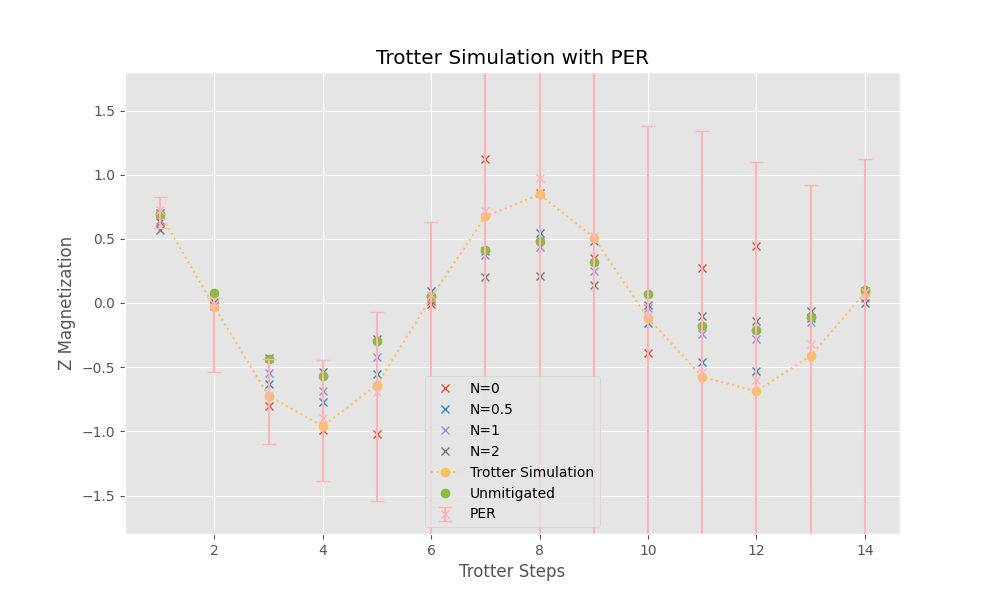 Trotter Simulation with PER
Z Magnetization
1.5
1.0
0.5
0.0
−0.5
−1.0
−1.5
N=0
N=0.5
N=1
N=2
Trotter Simulation
Unmitigated
PER
2 4 6 8 10 12 14
Trotter Steps